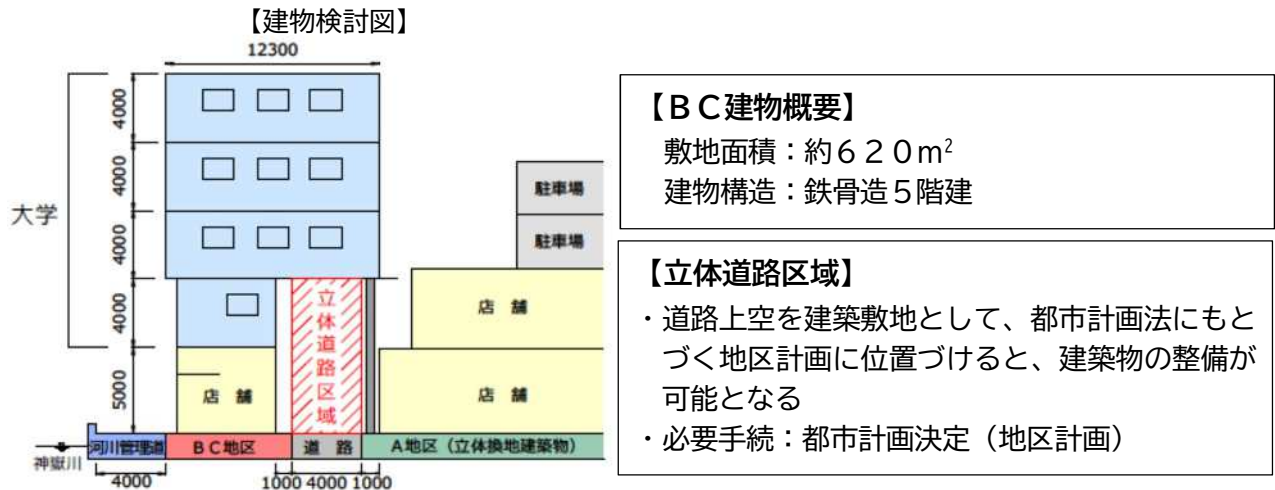 【建物検討図】
12300
4000
4000
4000
4000
5000
大学
駐車場
駐車場
店 舗
店 舗
店 舗
立体道路区域
河川管理道
BC地区
道 路
A地区(立体換地建築物)
神嶽川
4000
1000 4000 1000
【BC建物概要】
敷地面積：約620m²
建物構造：鉄骨造5階建
【立体道路区域】
・道路上空を建築敷地として、都市計画法にもと
づく地区計画に位置づけると、建築物の整備が
可能となる
・必要手続：都市計画決定（地区計画）